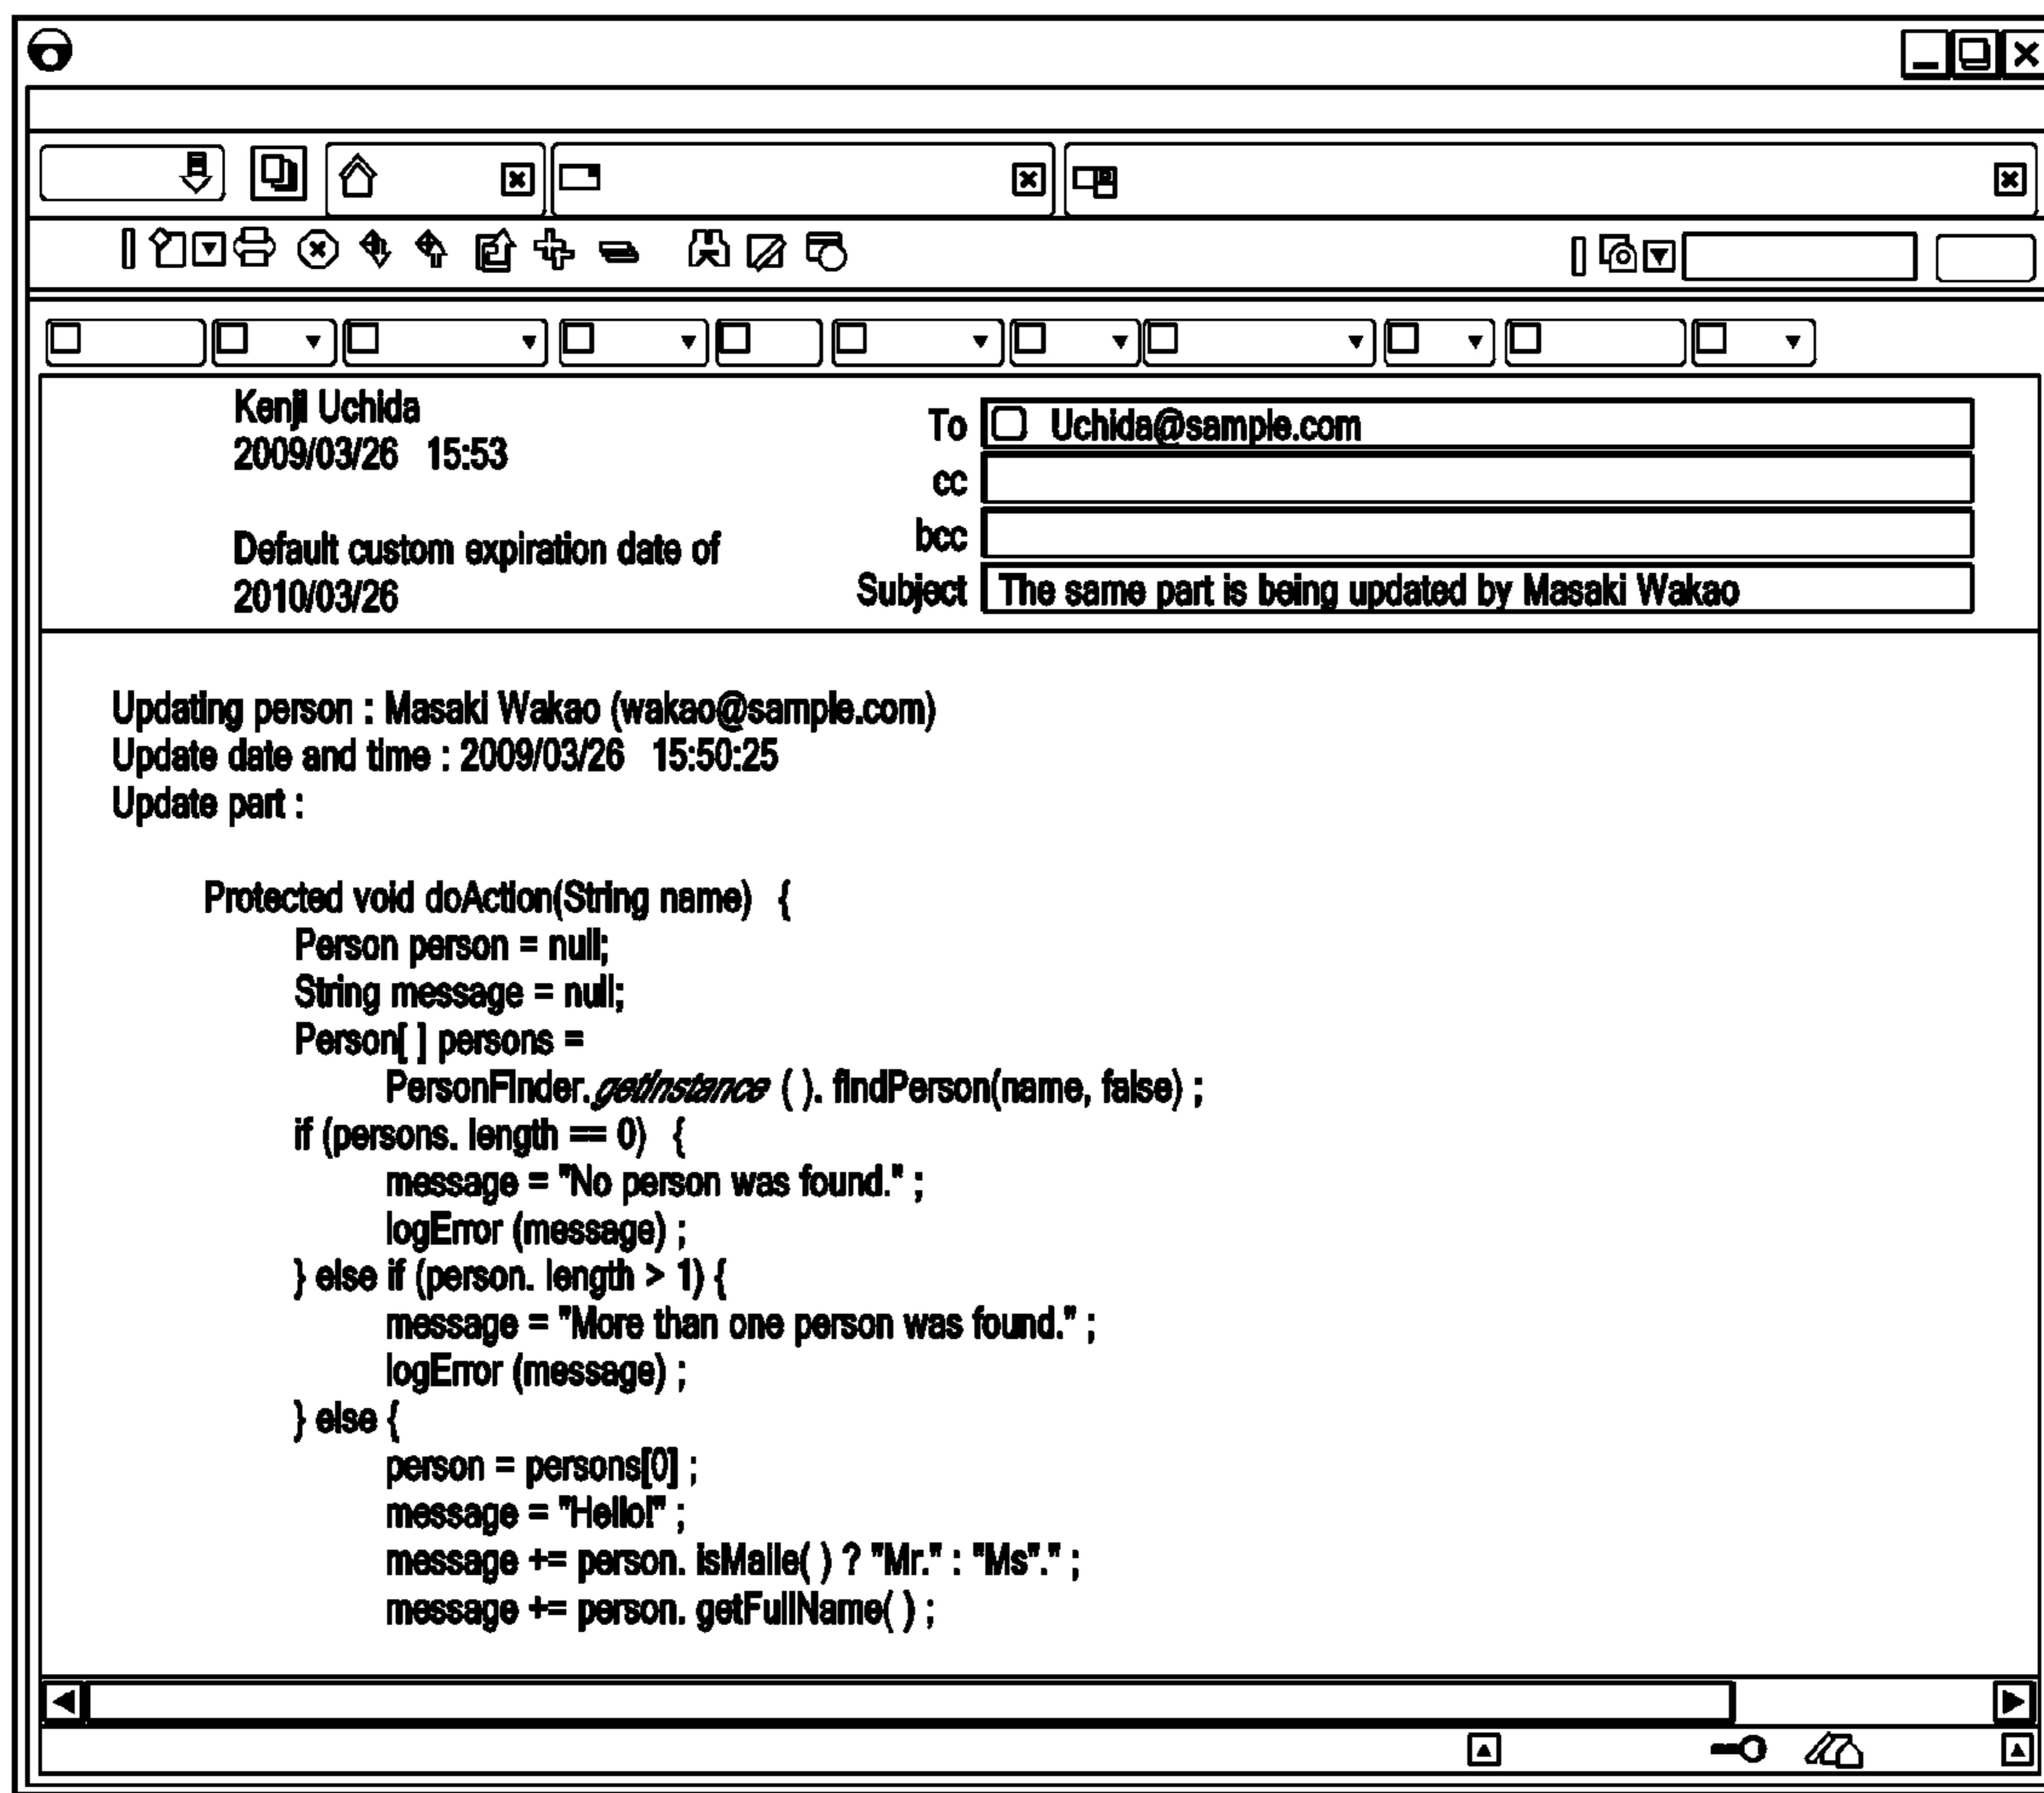 Kenji Uchida
2009/03/26 15:53
Default custom expiration date of
2010/03/26
To Uchida@sample.com
cc
bcc
Subject The same part is being updated by Masaki Wakao
Updating person : Masaki Wakao (wakao@sample.com)
Update date and time : 2009/03/26 15:50:25
Update part :
Protected void doAction(String name) {
Person person = null;
String message = null;
Person[ ] persons =
PersonFinder. getInstance ( ). findPerson(name, false) ;
if (persons. length == 0) {
message = "No person was found." ;
logError (message) ;
} else if (person. length > 1) {
message = "More than one person was found." ;
logError (message) ;
} else {
person = persons[0] ;
message = "Hello!" ;
message += person. isMalle( ) ? "Mr." : "Ms"." ;
message += person. getFullName( ) ;